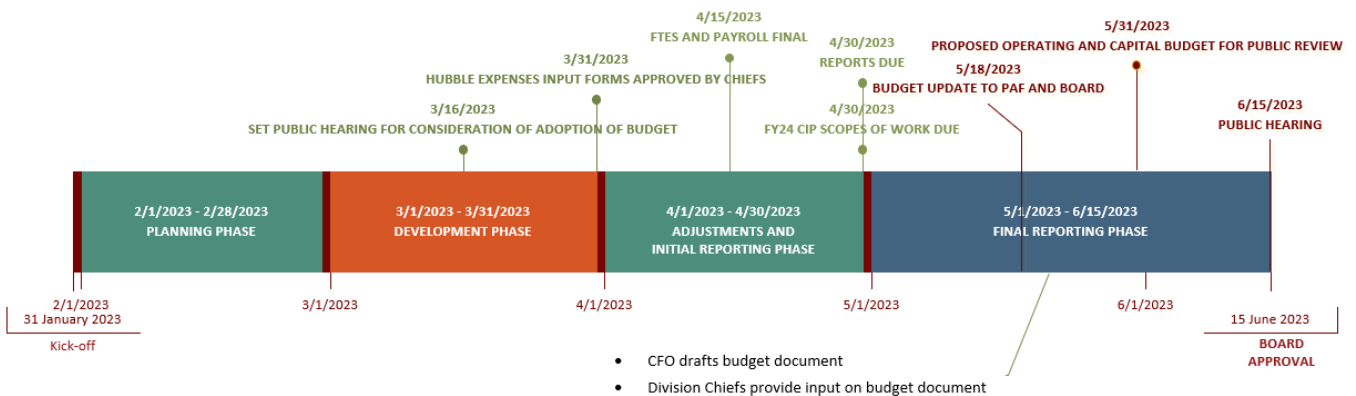 4/15/2023
FTES AND PAYROLL FINAL
5/31/2023
PROPOSED OPERATING AND CAPITAL BUDGET FOR PUBLIC REVIEW
4/30/2023
REPORTS DUE
3/31/2023
HUBBLE EXPENSES INPUT FORMS APPROVED BY CHIEFS
5/18/2023
BUDGET UPDATE TO PAF AND BOARD
3/16/2023
SET PUBLIC HEARING FOR CONSIDERATION OF ADOPTION OF BUDGET
4/30/2023
FY24 CIP SCOPES OF WORK DUE
6/15/2023
PUBLIC HEARING
2/1/2023 - 2/28/2023
PLANNING PHASE
3/1/2023 - 3/31/2023
DEVELOPMENT PHASE
4/1/2023 - 4/30/2023
ADJUSTMENTS AND
INITIAL REPORTING PHASE
5/1/2023 - 6/15/2023
FINAL REPORTING PHASE
2/1/2023
3/1/2023
4/1/2023
5/1/2023
6/1/2023
31 January 2023
Kick-off
15 June 2023
BOARD
APPROVAL
• CFO drafts budget document
• Division Chiefs provide input on budget document